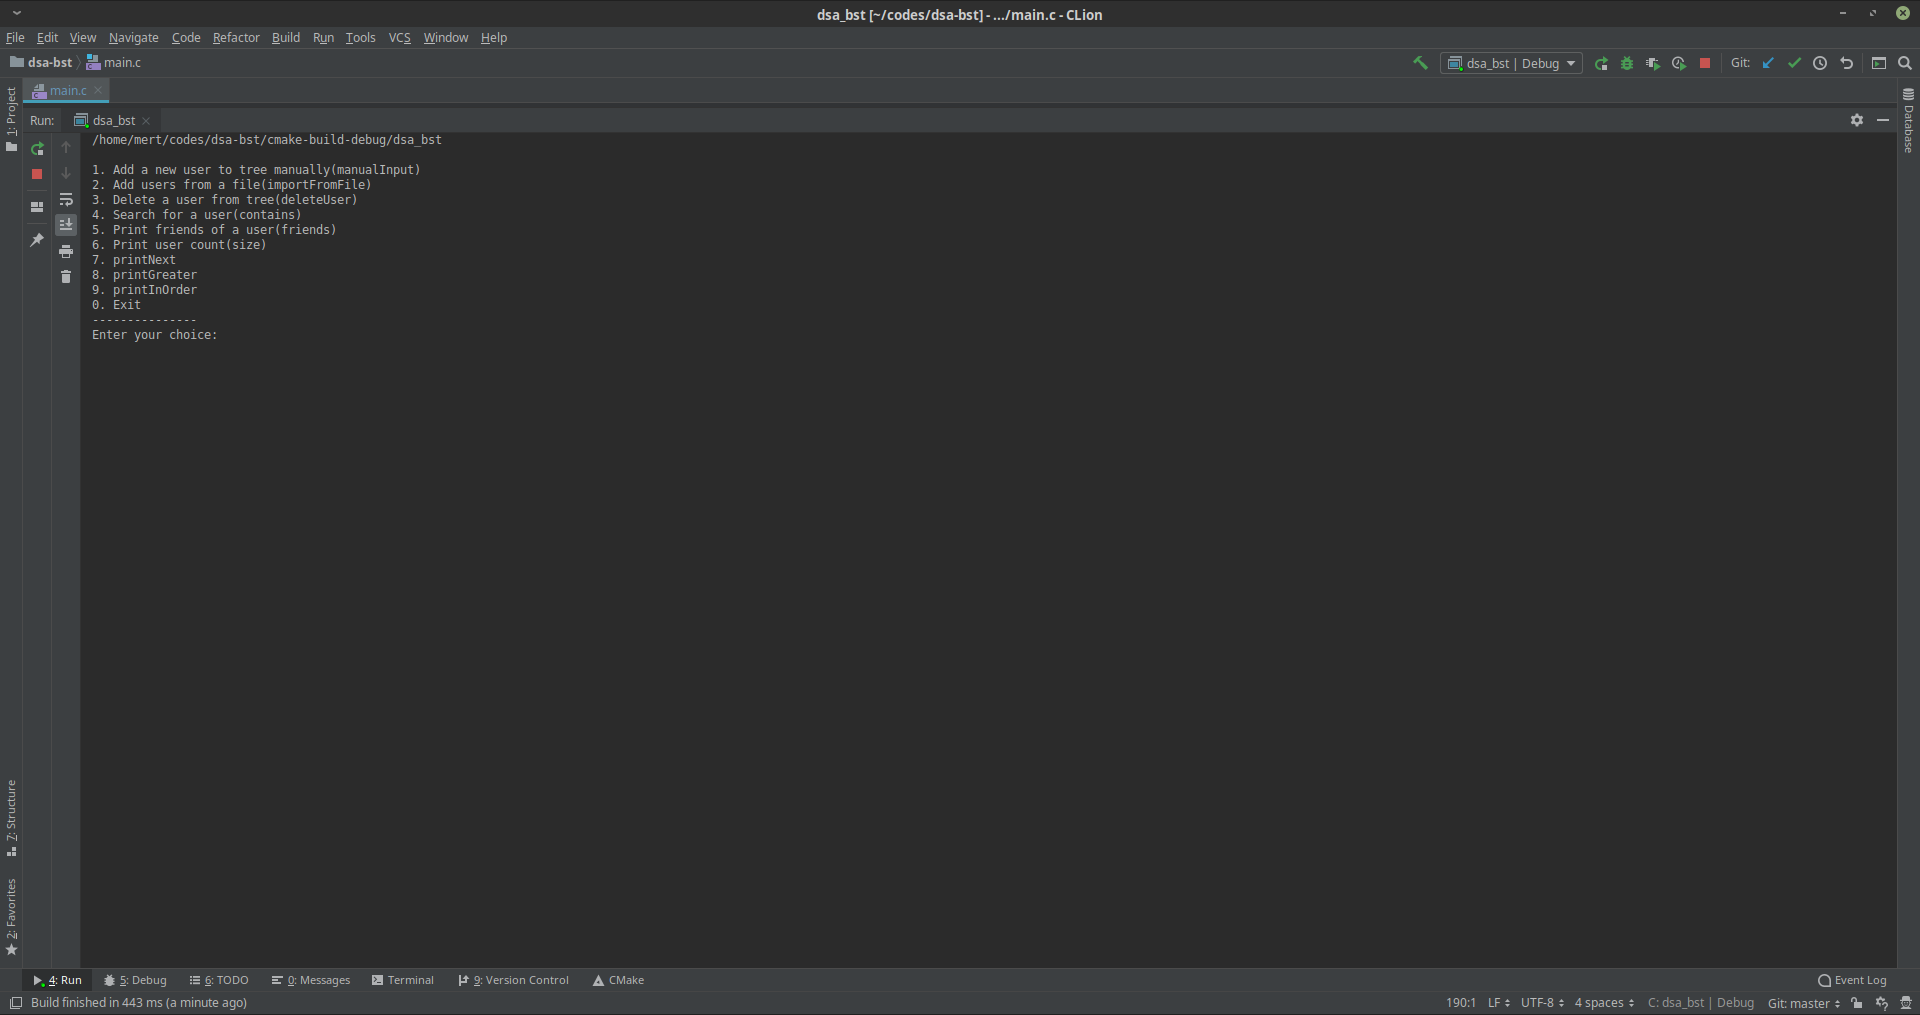 dsa_bst [~/codes/dsa-bst] - .../main.c - CLion
File Edit View Navigate Code Refactor Build Run Tools VCS Window Help
dsa-bst main.c dsa_bst | Debug Git:
main.c
Run: dsa_bst
/home/mert/codes/dsa-bst/cmake-build-debug/dsa_bst
1. Add a new user to tree manually(manualInput)
2. Add users from a file(importFromFile)
3. Delete a user from tree(deleteUser)
4. Search for a user(contains)
5. Print friends of a user(friends)
6. Print user count(size)
7. printNext
8. printGreater
9. printInOrder
0. Exit
---------------
Enter your choice:
1: Project
7: Structure
2: Favorites
Database
4: Run 5: Debug 6: TODO 0: Messages Terminal 9: Version Control CMake Event Log
Build finished in 443 ms (a minute ago) 190:1 LF UTF-8 4 spaces C: dsa_bst | Debug Git: master